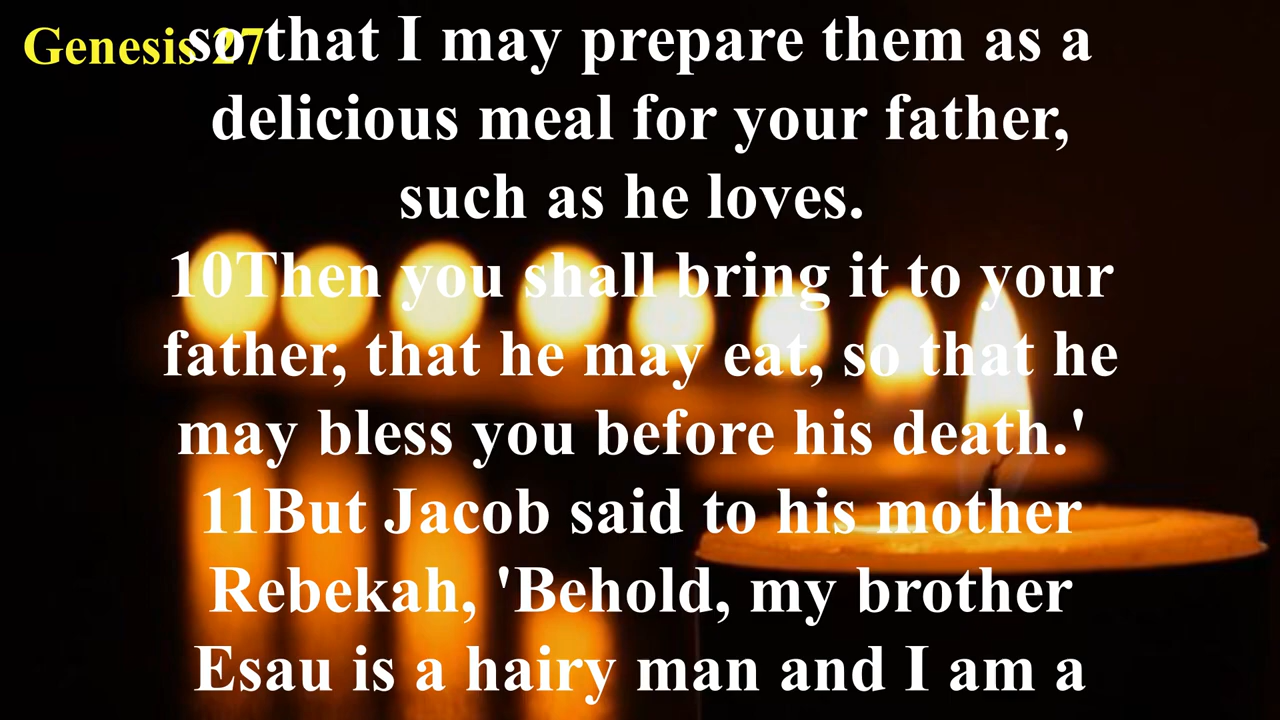 Genesis 27
so that I may prepare them as a
delicious meal for your father,
such as he loves.
10Then you shall bring it to your
father, that he may eat, so that he
may bless you before his death.'
11But Jacob said to his mother
Rebekah, 'Behold, my brother
Esau is a hairy man and I am a